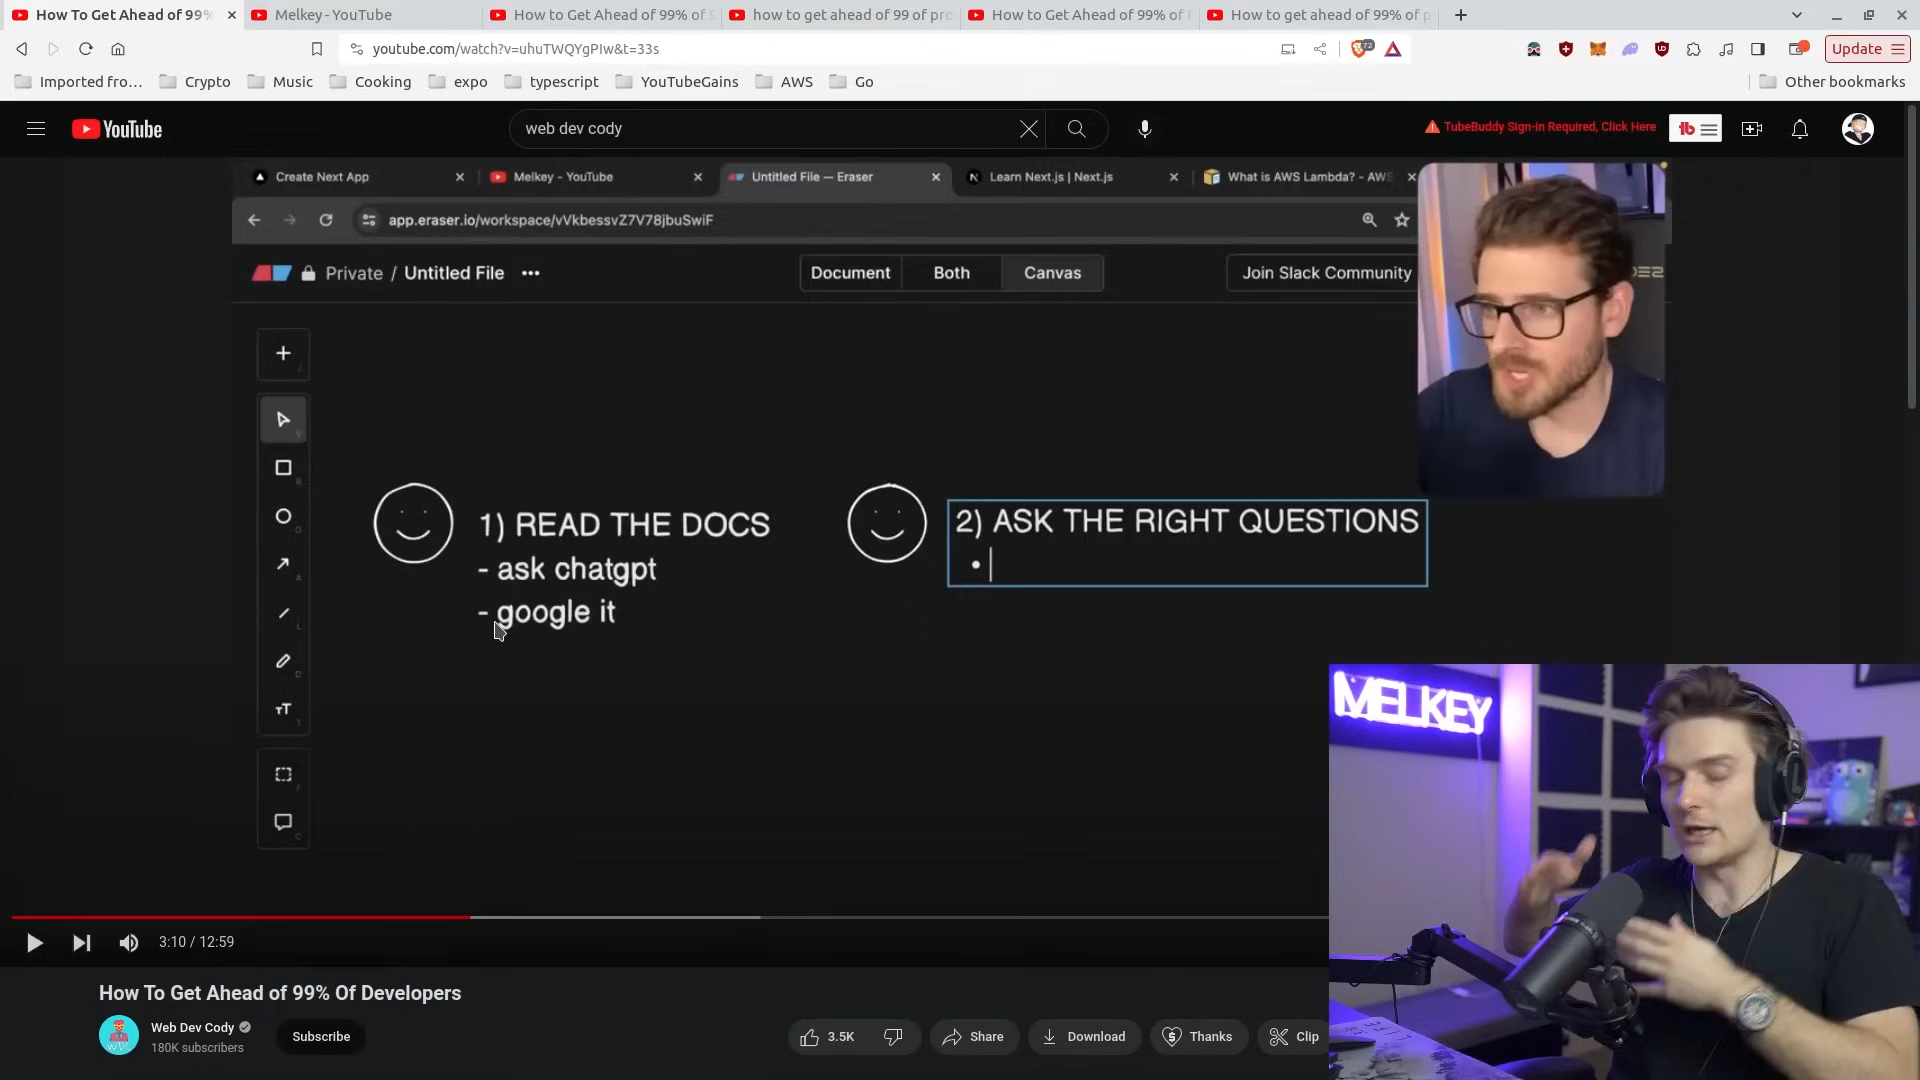 How To Get Ahead of 99%
Melkey - YouTube
How to Get Ahead of 99% of
how to get ahead of 99 of pro
How to Get Ahead of 99% of
How to get ahead of 99% of p
youtube.com/watch?v=uhuTWQYgPIw&t=33s
72
Update
Imported fro...
Crypto
Music
Cooking
expo
typescript
YouTubeGains
AWS
Go
Other bookmarks
YouTube
web dev cody
TubeBuddy Sign-in Required, Click Here
tb
Create Next App
Melkey - YouTube
Untitled File — Eraser
Learn Next.js | Next.js
What is AWS Lambda? - AWS
app.eraser.io/workspace/vVkbessvZ7V78jbuSwiF
Private / Untitled File
Document
Both
Canvas
Join Slack Community
1) READ THE DOCS
- ask chatgpt
- google it
2) ASK THE RIGHT QUESTIONS
•
MELKEY
3:10 / 12:59
How To Get Ahead of 99% Of Developers
Web Dev Cody
180K subscribers
Subscribe
3.5K
Share
Download
Thanks
Clip